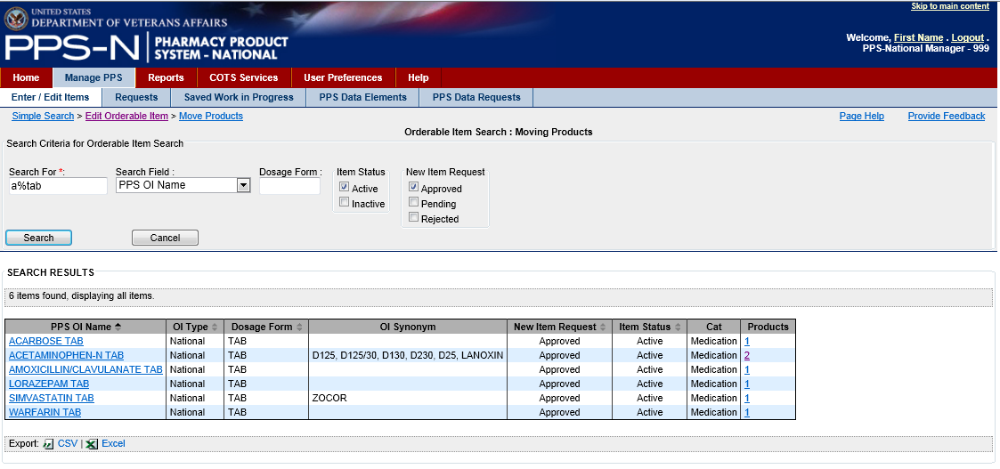 Skip to main content
UNITED STATES
DEPARTMENT OF VETERANS AFFAIRS
PPS-N PHARMACY PRODUCT
SYSTEM - NATIONAL
Welcome, First Name . Logout .
PPS-National Manager - 999
Home Manage PPS Reports COTS Services User Preferences Help
Enter / Edit Items Requests Saved Work in Progress PPS Data Elements PPS Data Requests
Simple Search > Edit Orderable Item > Move Products Page Help Provide Feedback
Orderable Item Search : Moving Products
Search Criteria for Orderable Item Search
Search For *: Search Field : Dosage Form : Item Status New Item Request
a%tab PPS OI Name Active Approved
Inactive Pending
Rejected
Search Cancel
SEARCH RESULTS
6 items found, displaying all items.
PPS OI Name OI Type Dosage Form OI Synonym New Item Request Item Status Cat Products
ACARBOSE TAB National TAB Approved Active Medication 1
ACETAMINOPHEN-N TAB National TAB D125, D125/30, D130, D230, D25, LANOXIN Approved Active Medication 2
AMOXICILLIN/CLAVULANATE TAB National TAB Approved Active Medication 1
LORAZEPAM TAB National TAB Approved Active Medication 1
SIMVASTATIN TAB National TAB ZOCOR Approved Active Medication 1
WARFARIN TAB National TAB Approved Active Medication 1
Export: CSV | Excel